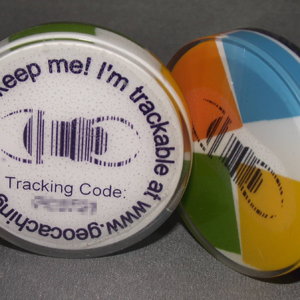 keep me! I'm trackable at www.geocaching
Tracking Code: